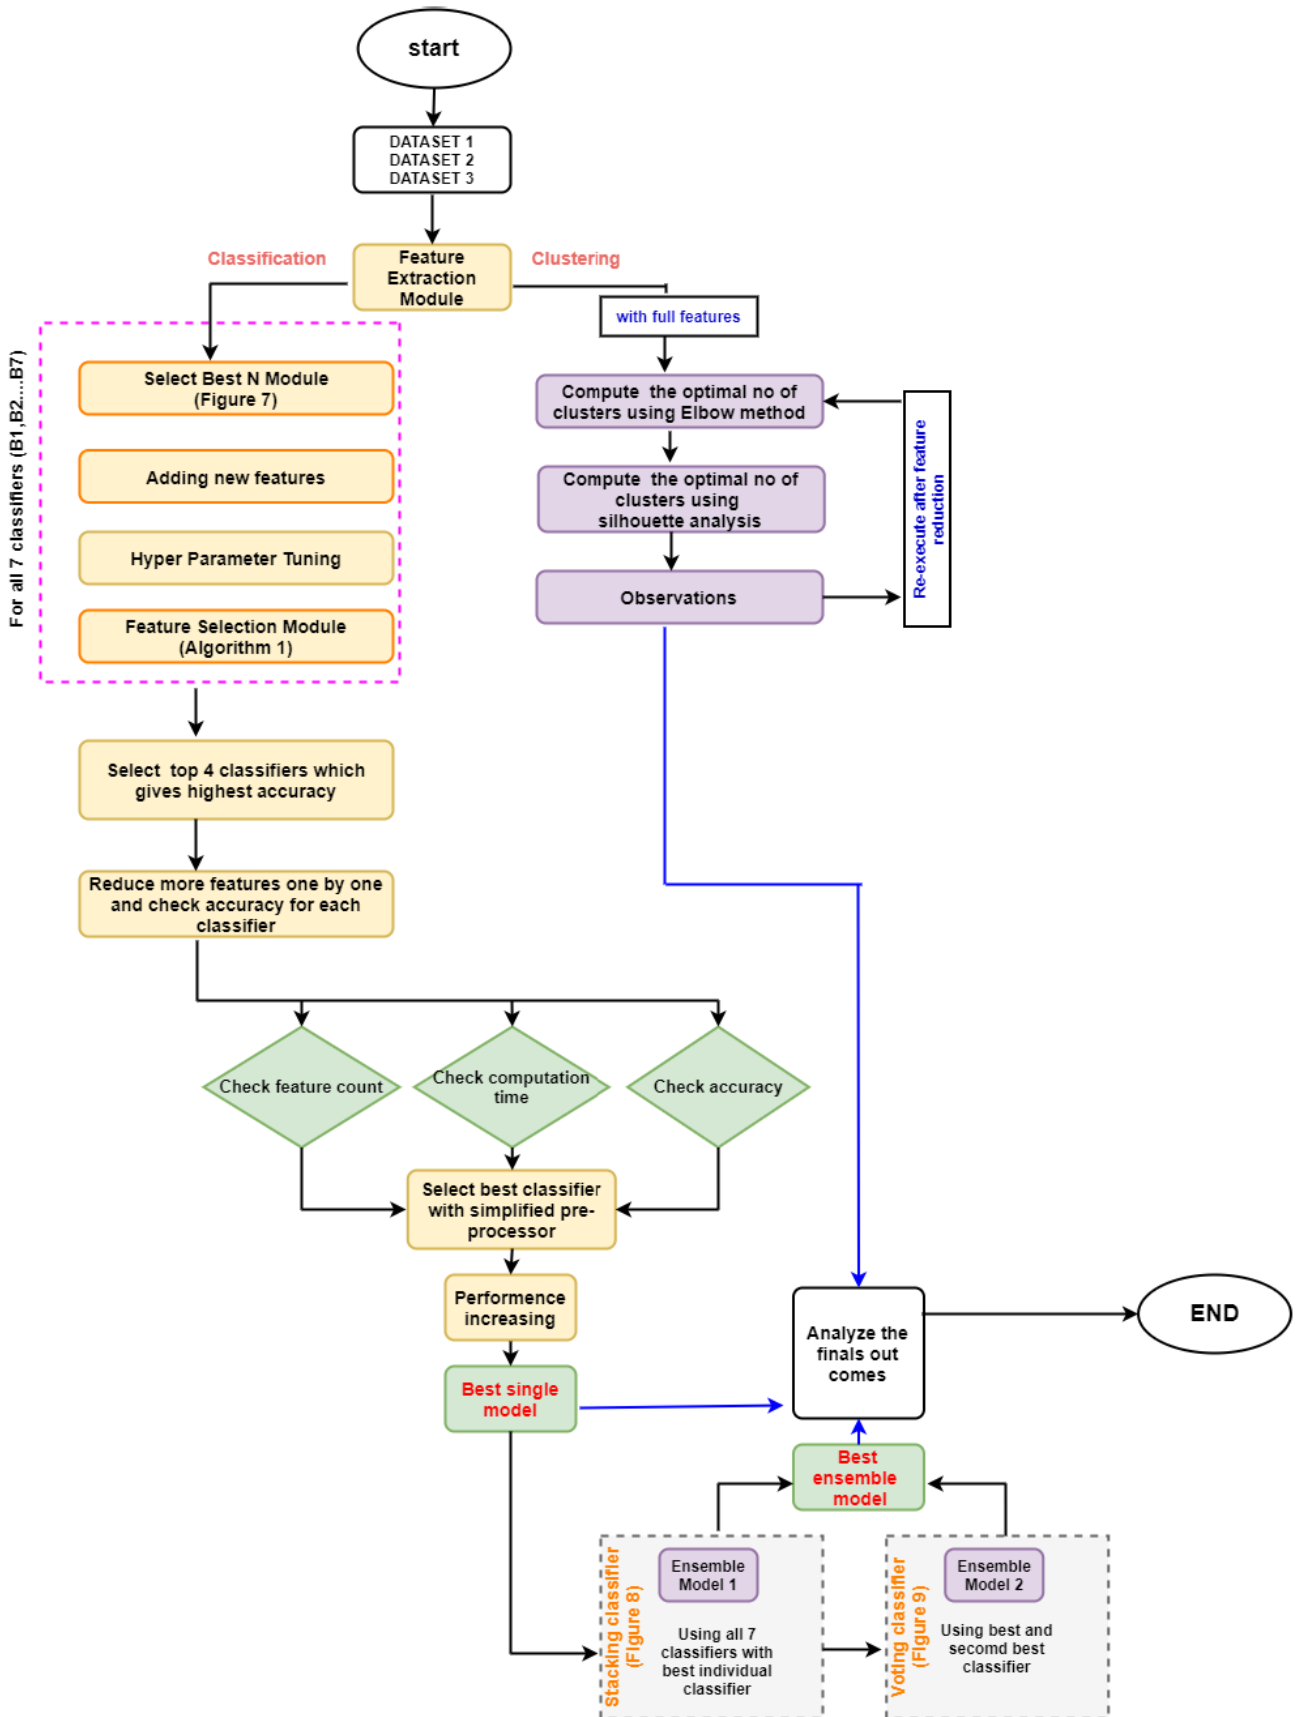 start
DATASET 1
DATASET 2
DATASET 3
Classification
Feature
Extraction
Module
Clustering
with full features
For all 7 classifiers (B1,B2....B7)
Select Best N Module
(Figure 7)
Adding new features
Hyper Parameter Tuning
Feature Selection Module
(Algorithm 1)
Compute the optimal no of
clusters using Elbow method
Compute the optimal no of
clusters using
silhouette analysis
Observations
Re-execute after feature
reduction
Select top 4 classifiers which
gives highest accuracy
Reduce more features one by one
and check accuracy for each
classifier
Check feature count
Check computation
time
Check accuracy
Select best classifier
with simplified pre-
processor
Performence
increasing
Best single
model
Analyze the
finals out
comes
END
Best
ensemble
model
Stacking classifier
(FIgure 8)
Ensemble
Model 1
Using all 7
classifiers with
best individual
classifier
Voting classifier
(FIgure 9)
Ensemble
Model 2
Using best and
secomd best
classifier